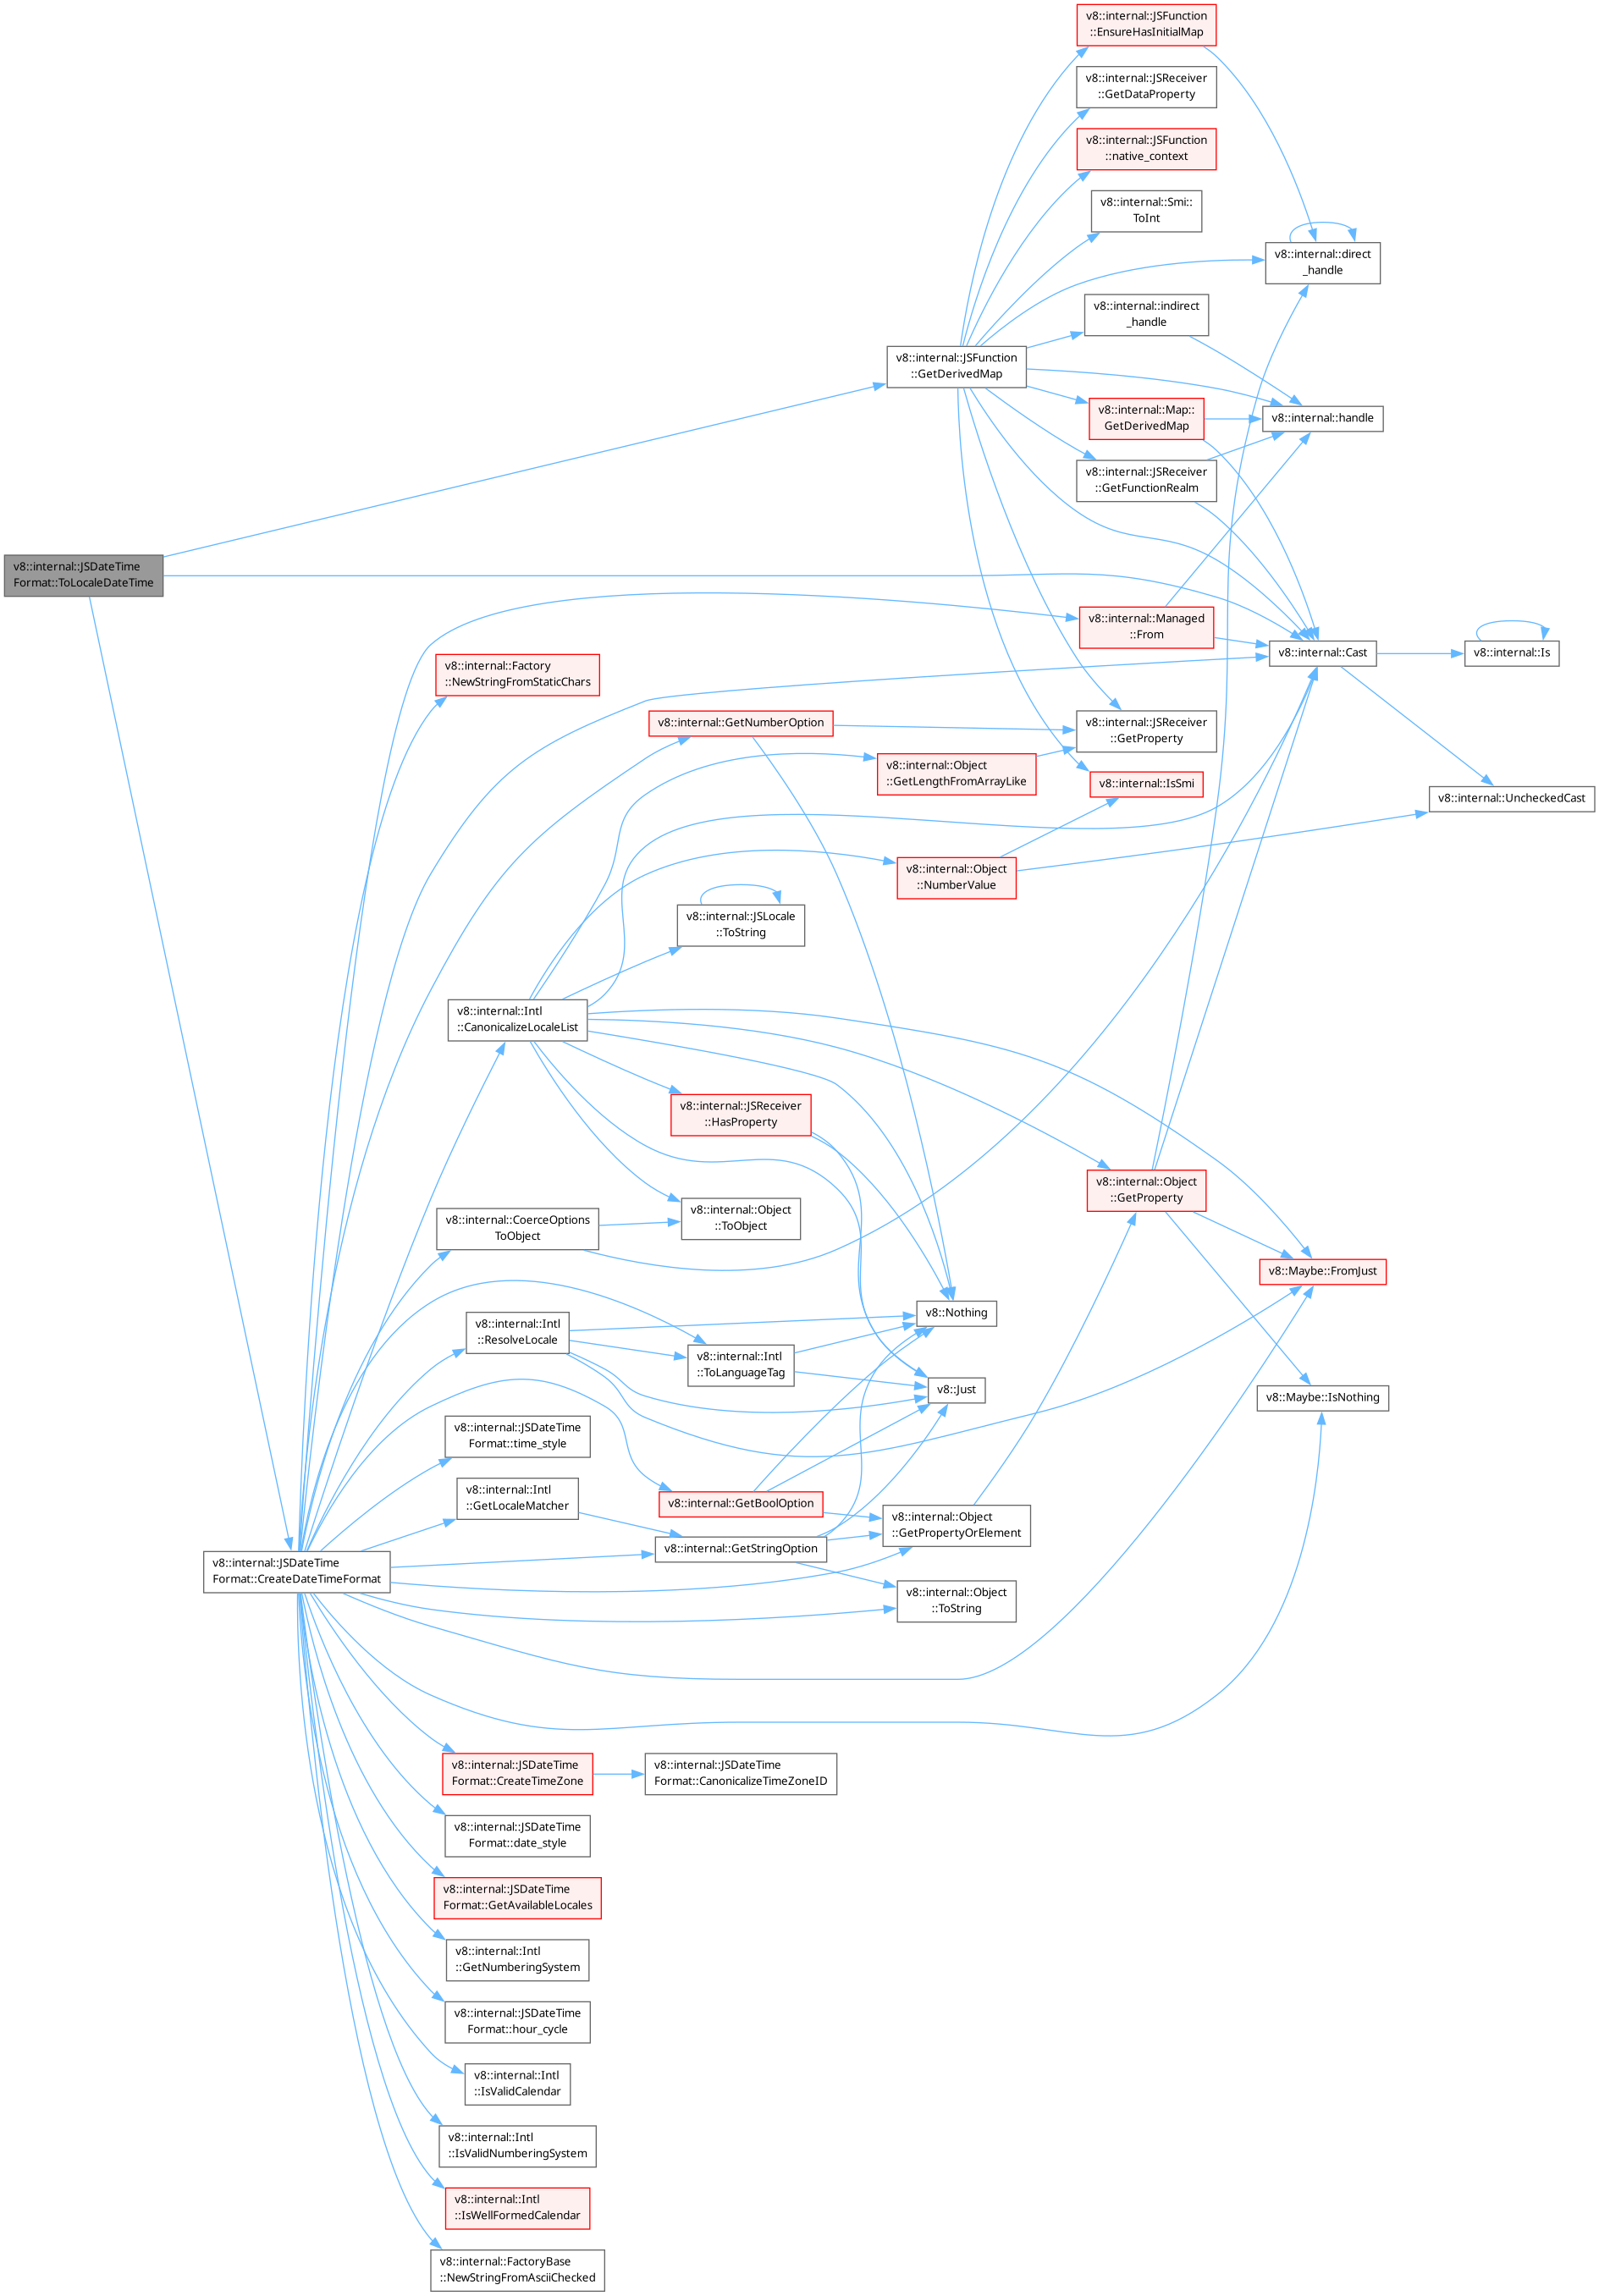 v8::internal::JSFunction
::EnsureHasInitialMap
v8::internal::JSReceiver
::GetDataProperty
v8::internal::JSFunction
::native_context
v8::internal::Smi::
ToInt
v8::internal::direct
_handle
v8::internal::indirect
_handle
v8::internal::JSFunction
::GetDerivedMap
v8::internal::Map::
GetDerivedMap
v8::internal::handle
v8::internal::JSReceiver
::GetFunctionRealm
v8::internal::JSDateTime
Format::ToLocaleDateTime
v8::internal::Managed
::From
v8::internal::Cast
v8::internal::Is
v8::internal::Factory
::NewStringFromStaticChars
v8::internal::GetNumberOption
v8::internal::JSReceiver
::GetProperty
v8::internal::Object
::GetLengthFromArrayLike
v8::internal::IsSmi
v8::internal::UncheckedCast
v8::internal::Object
::NumberValue
v8::internal::JSLocale
::ToString
v8::internal::Intl
::CanonicalizeLocaleList
v8::internal::JSReceiver
::HasProperty
v8::internal::Object
::GetProperty
v8::internal::CoerceOptions
ToObject
v8::internal::Object
::ToObject
v8::Maybe::FromJust
v8::Nothing
v8::internal::Intl
::ResolveLocale
v8::internal::Intl
::ToLanguageTag
v8::Just
v8::Maybe::IsNothing
v8::internal::JSDateTime
Format::time_style
v8::internal::Intl
::GetLocaleMatcher
v8::internal::GetBoolOption
v8::internal::Object
::GetPropertyOrElement
v8::internal::GetStringOption
v8::internal::JSDateTime
Format::CreateDateTimeFormat
v8::internal::Object
::ToString
v8::internal::JSDateTime
Format::CreateTimeZone
v8::internal::JSDateTime
Format::CanonicalizeTimeZoneID
v8::internal::JSDateTime
Format::date_style
v8::internal::JSDateTime
Format::GetAvailableLocales
v8::internal::Intl
::GetNumberingSystem
v8::internal::JSDateTime
Format::hour_cycle
v8::internal::Intl
::IsValidCalendar
v8::internal::Intl
::IsValidNumberingSystem
v8::internal::Intl
::IsWellFormedCalendar
v8::internal::FactoryBase
::NewStringFromAsciiChecked